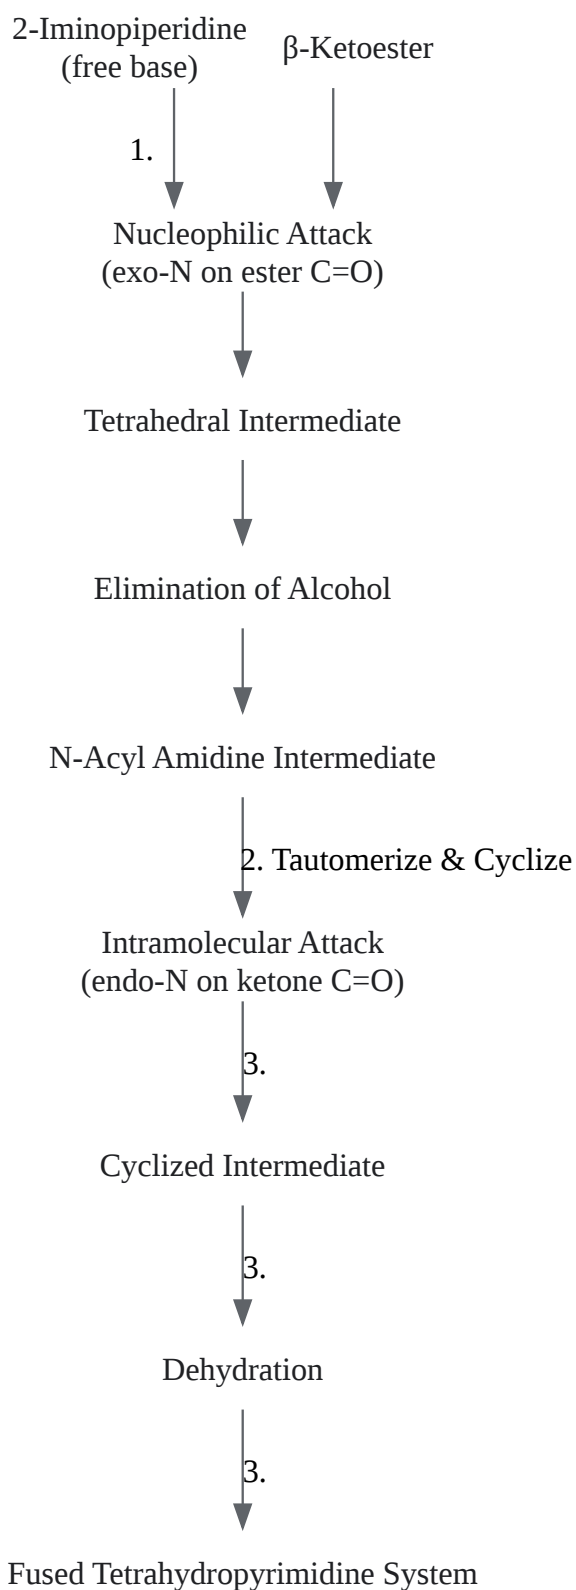 2-Iminopiperidine
(free base)
β-Ketoester
1.
Nucleophilic Attack
(exo-N on ester C=O)
Tetrahedral Intermediate
Elimination of Alcohol
N-Acyl Amidine Intermediate
2. Tautomerize & Cyclize
Intramolecular Attack
(endo-N on ketone C=O)
3.
Cyclized Intermediate
3.
Dehydration
3.
Fused Tetrahydropyrimidine System